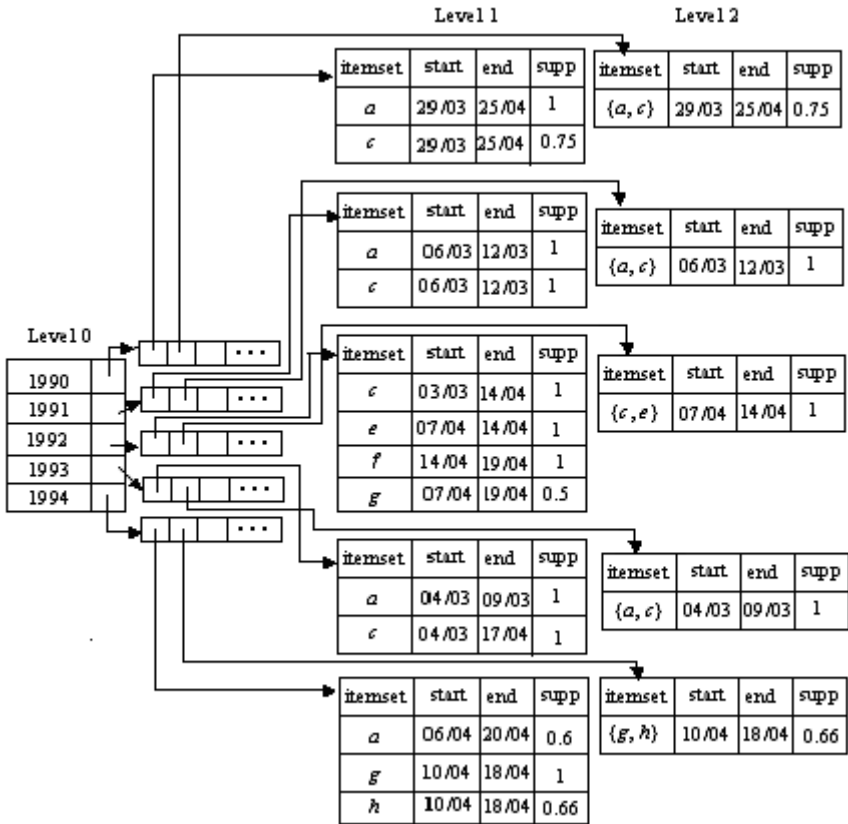 Level 1
Level 2
itemset start end supp
a 29/03 25/04 1
c 29/03 25/04 0.75
itemset start end supp
{a, c} 29/03 25/04 0.75
itemset start end supp
a 06/03 12/03 1
c 06/03 12/03 1
itemset start end supp
{a, c} 06/03 12/03 1
Level 0
1990
1991
1992
1993
1994
...
...
...
...
...
itemset start end supp
c 03/03 14/04 1
e 07/04 14/04 1
f 14/04 19/04 1
g 07/04 19/04 0.5
itemset start end supp
{c, e} 07/04 14/04 1
itemset start end supp
a 04/03 09/03 1
c 04/03 17/04 1
itemset start end supp
{a, c} 04/03 09/03 1
itemset start end supp
a 06/04 20/04 0.6
g 10/04 18/04 1
h 10/04 18/04 0.66
itemset start end supp
{g, h} 10/04 18/04 0.66